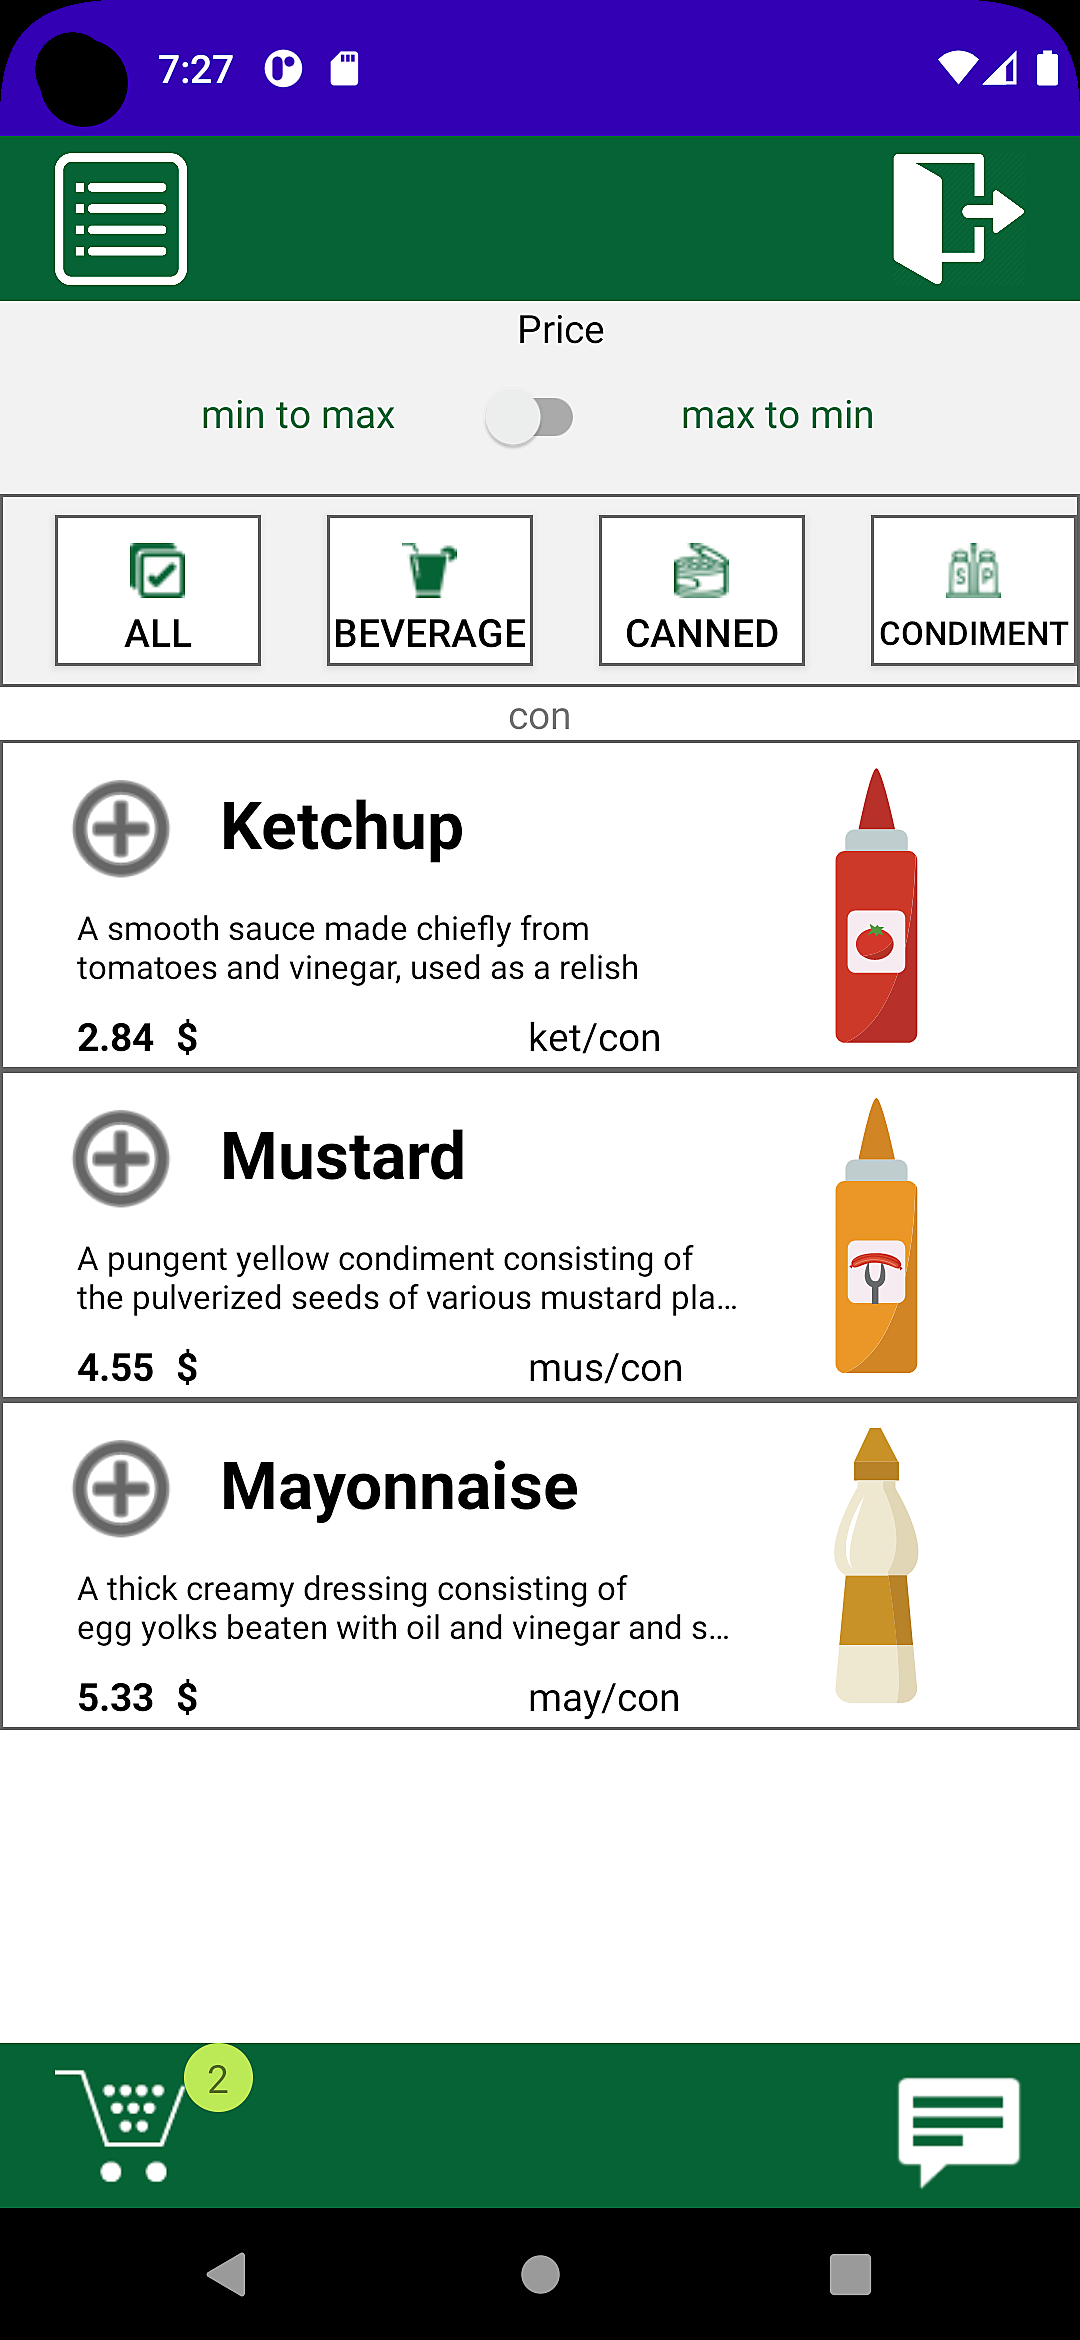 7:27
Price
min to max
max to min
ALL
BEVERAGE
CANNED
CONDIMENT
S P
con
Ketchup
A smooth sauce made chiefly from
tomatoes and vinegar, used as a relish
2.84 $
ket/con
Mustard
A pungent yellow condiment consisting of
the pulverized seeds of various mustard pla...
4.55 $
mus/con
Mayonnaise
A thick creamy dressing consisting of
egg yolks beaten with oil and vinegar and s...
5.33 $
may/con
2